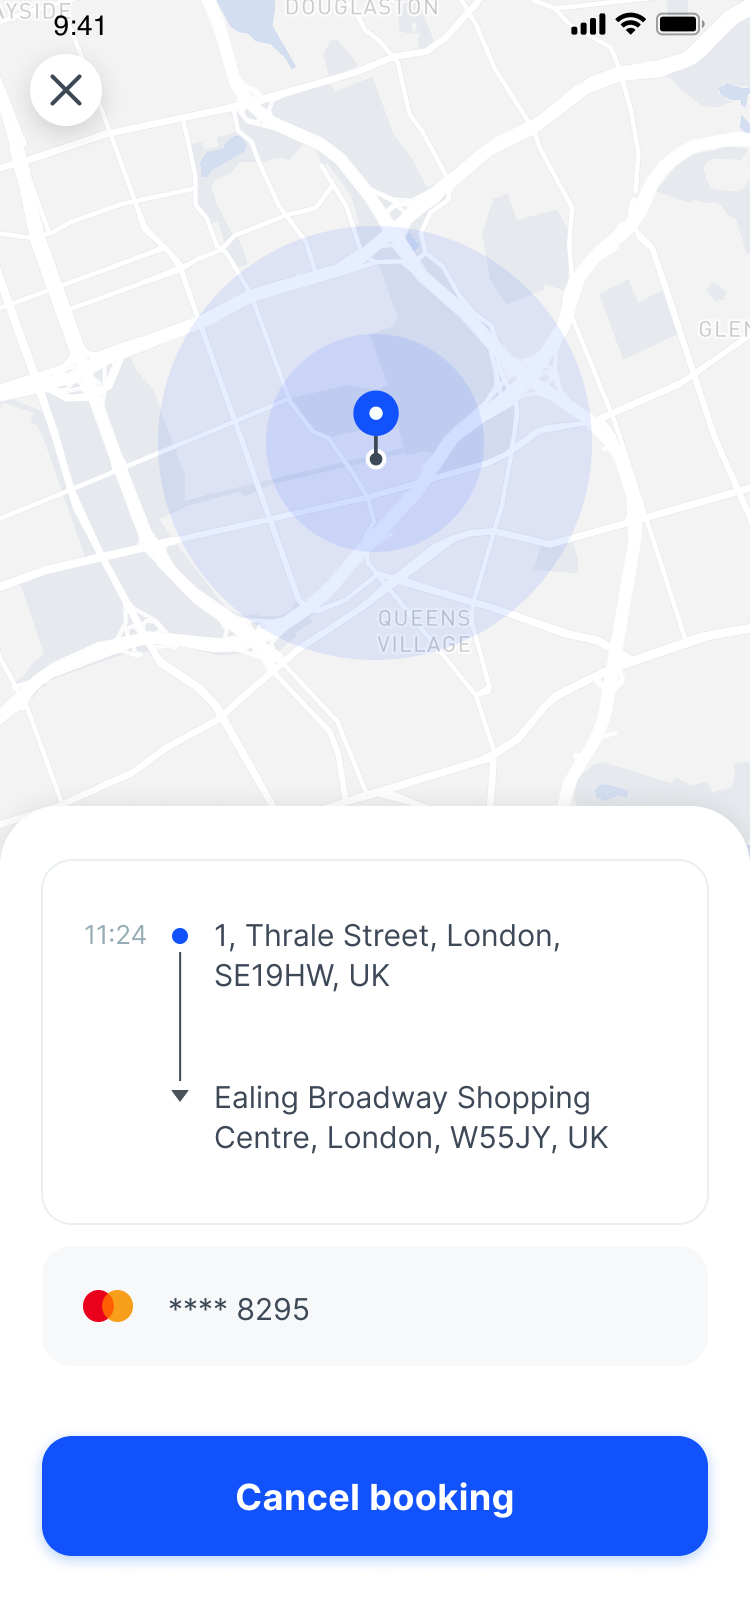 AYSIDE
DOUGLASTON
9:41
GLEN
QUEENS
VILLAGE
11:24
1, Thrale Street, London,
SE19HW, UK
Ealing Broadway Shopping
Centre, London, W55JY, UK
**** 8295
Cancel booking